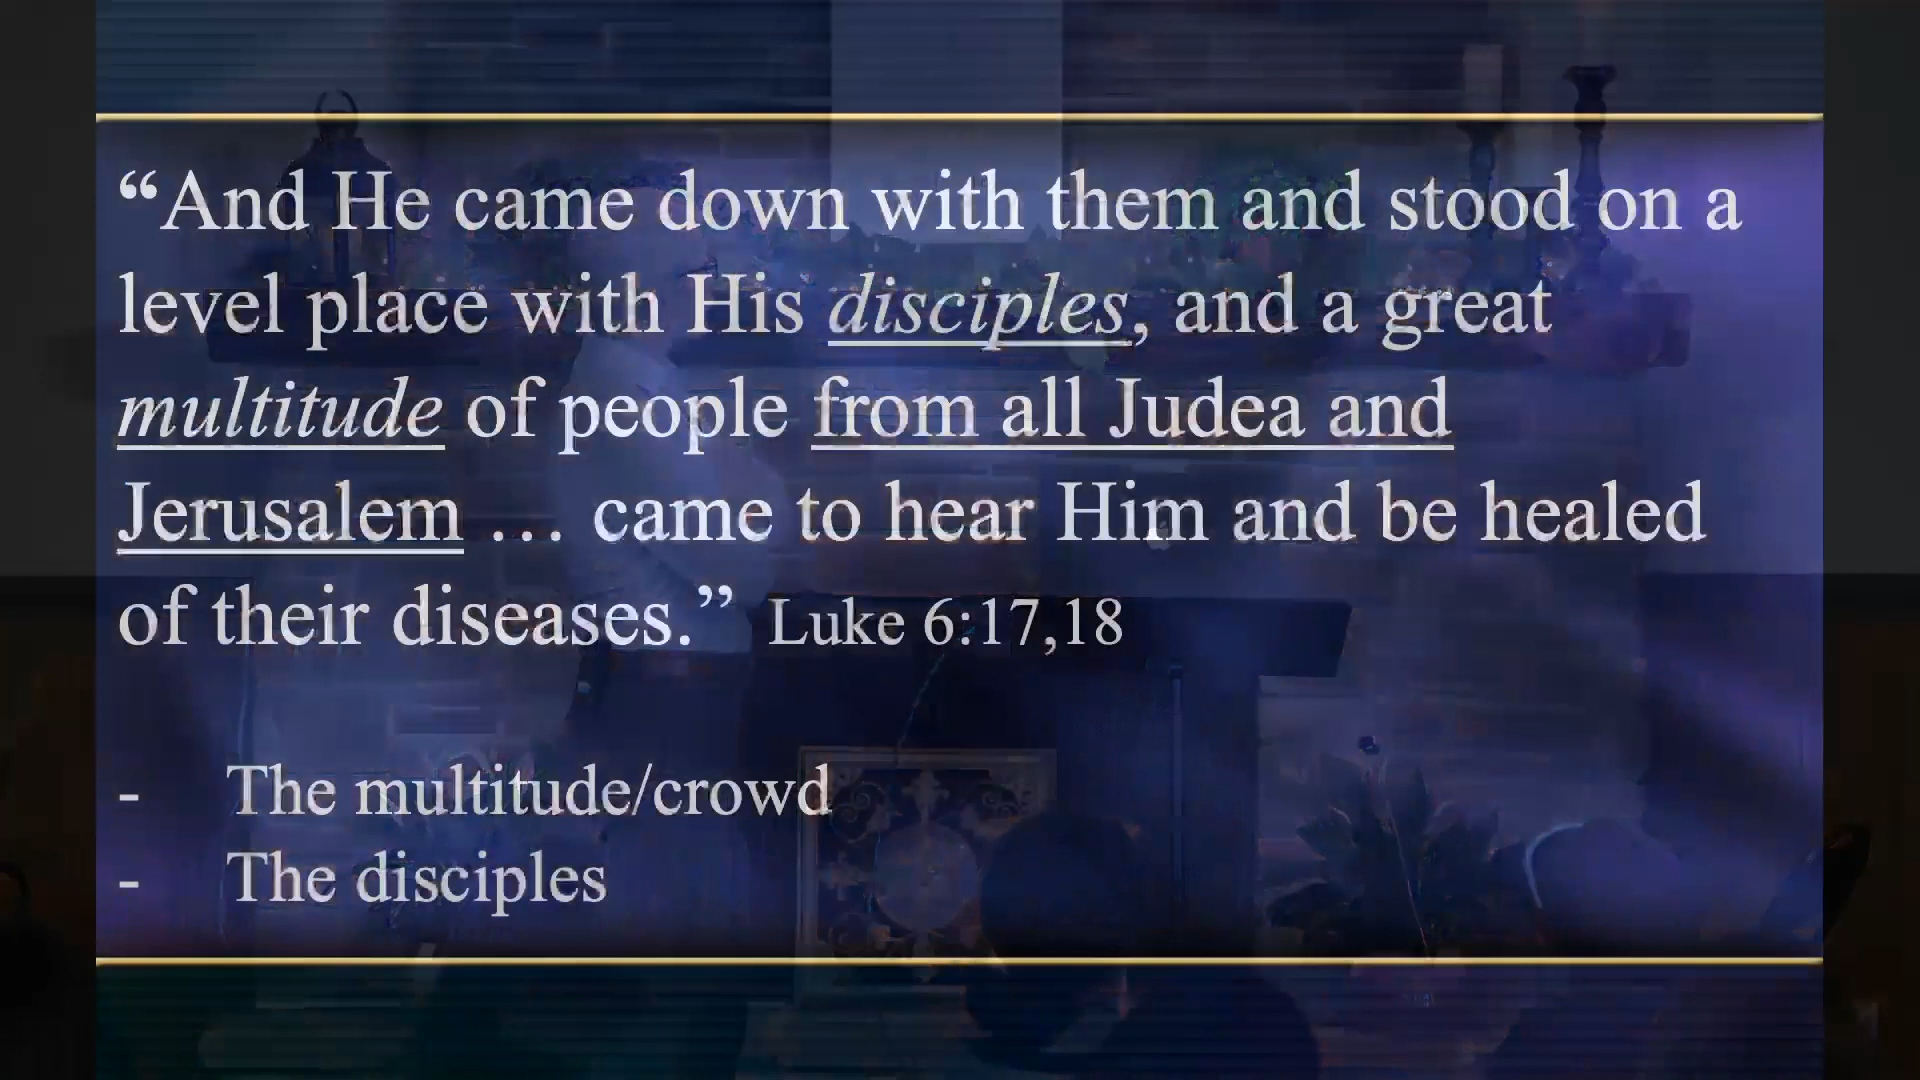 “And He came down with them and stood on a
level place with His disciples, and a great
multitude of people from all Judea and
Jerusalem … came to hear Him and be healed
of their diseases.” Luke 6:17,18
- The multitude/crowd
- The disciples